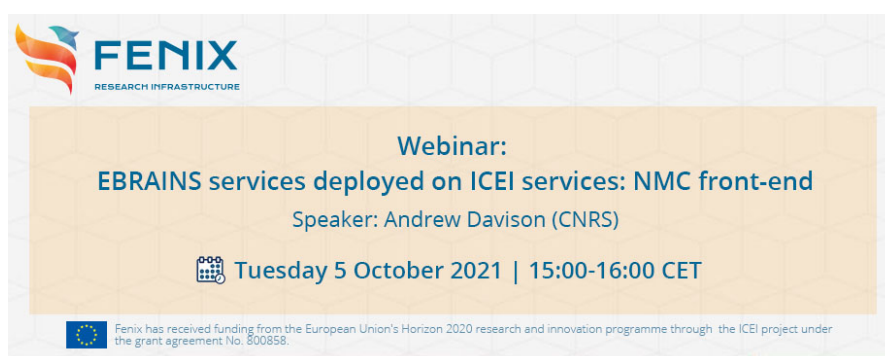 FENIX
RESEARCH INFRASTRUCTURE
Webinar:
EBRAINS services deployed on ICEI services: NMC front-end
Speaker: Andrew Davison (CNRS)
Tuesday 5 October 2021 | 15:00-16:00 CET
Fenix has received funding from the European Union's Horizon 2020 research and innovation programme through the ICEI project under
the grant agreement No. 800858.